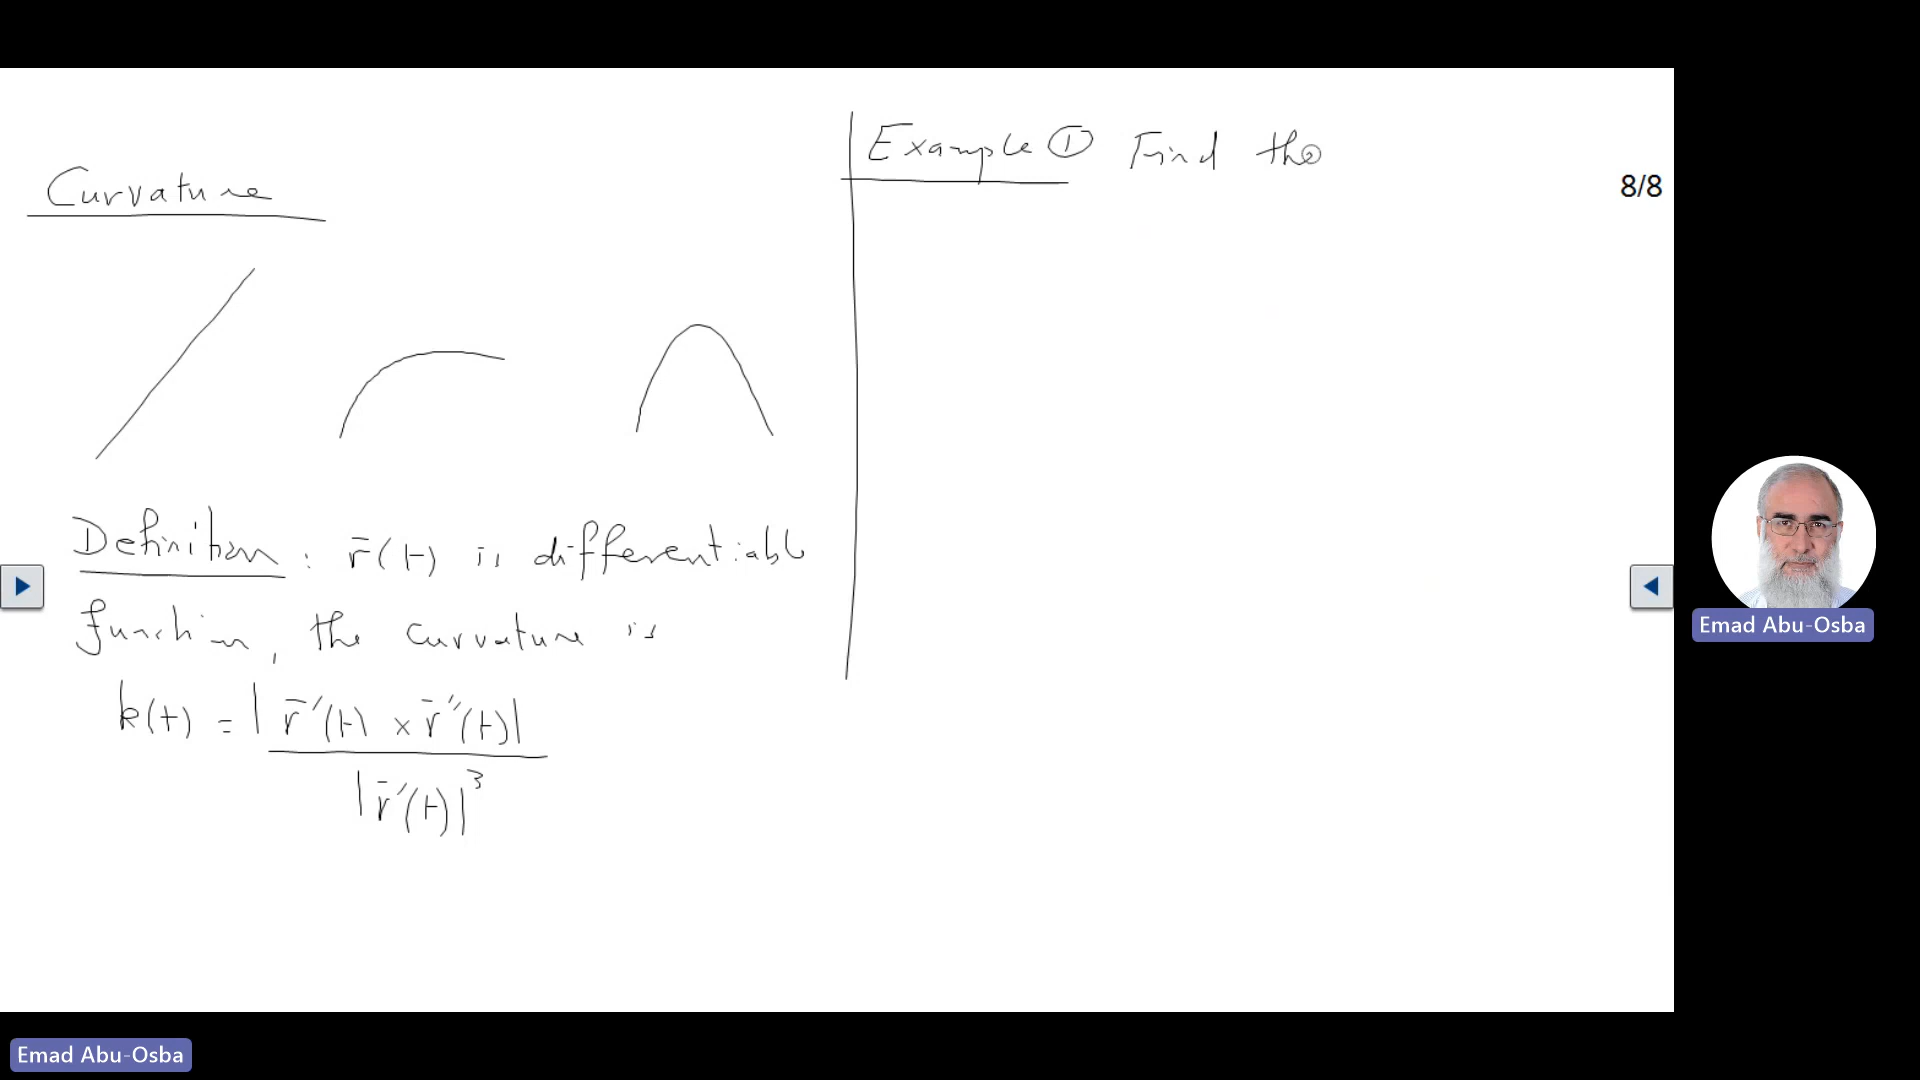 Curvature
Definition : r̄(t) is differentiable
function, the curvature is
k(t) = |r̄′(t) × r̄″(t)|
|r̄′(t)|³
Example ① Find the
8/8
Emad Abu-Osba
Emad Abu-Osba